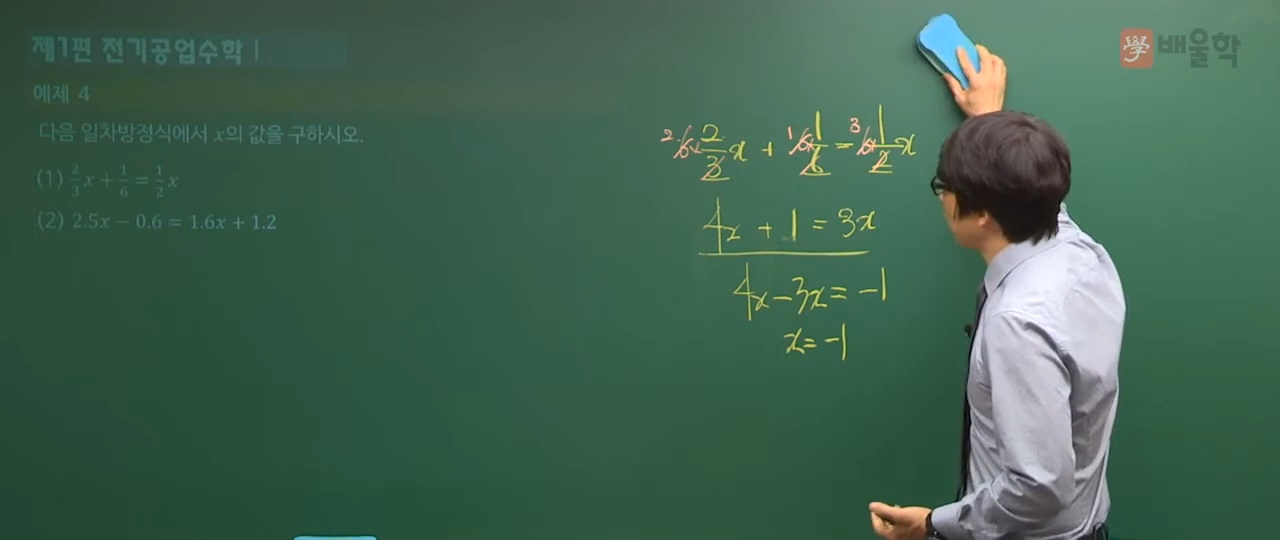 제1편 전기공업수학 I
學 배울학
예제 4
다음 일차방정식에서 x의 값을 구하시오.
(1) 2/3 x + 1/6 = 1/2 x
(2) 2.5x − 0.6 = 1.6x + 1.2
2 6× 2/3 x + 1 6× 1/6 = 3 6× 1/2 x
4x + 1 = 3x
4x − 3x = −1
x = −1